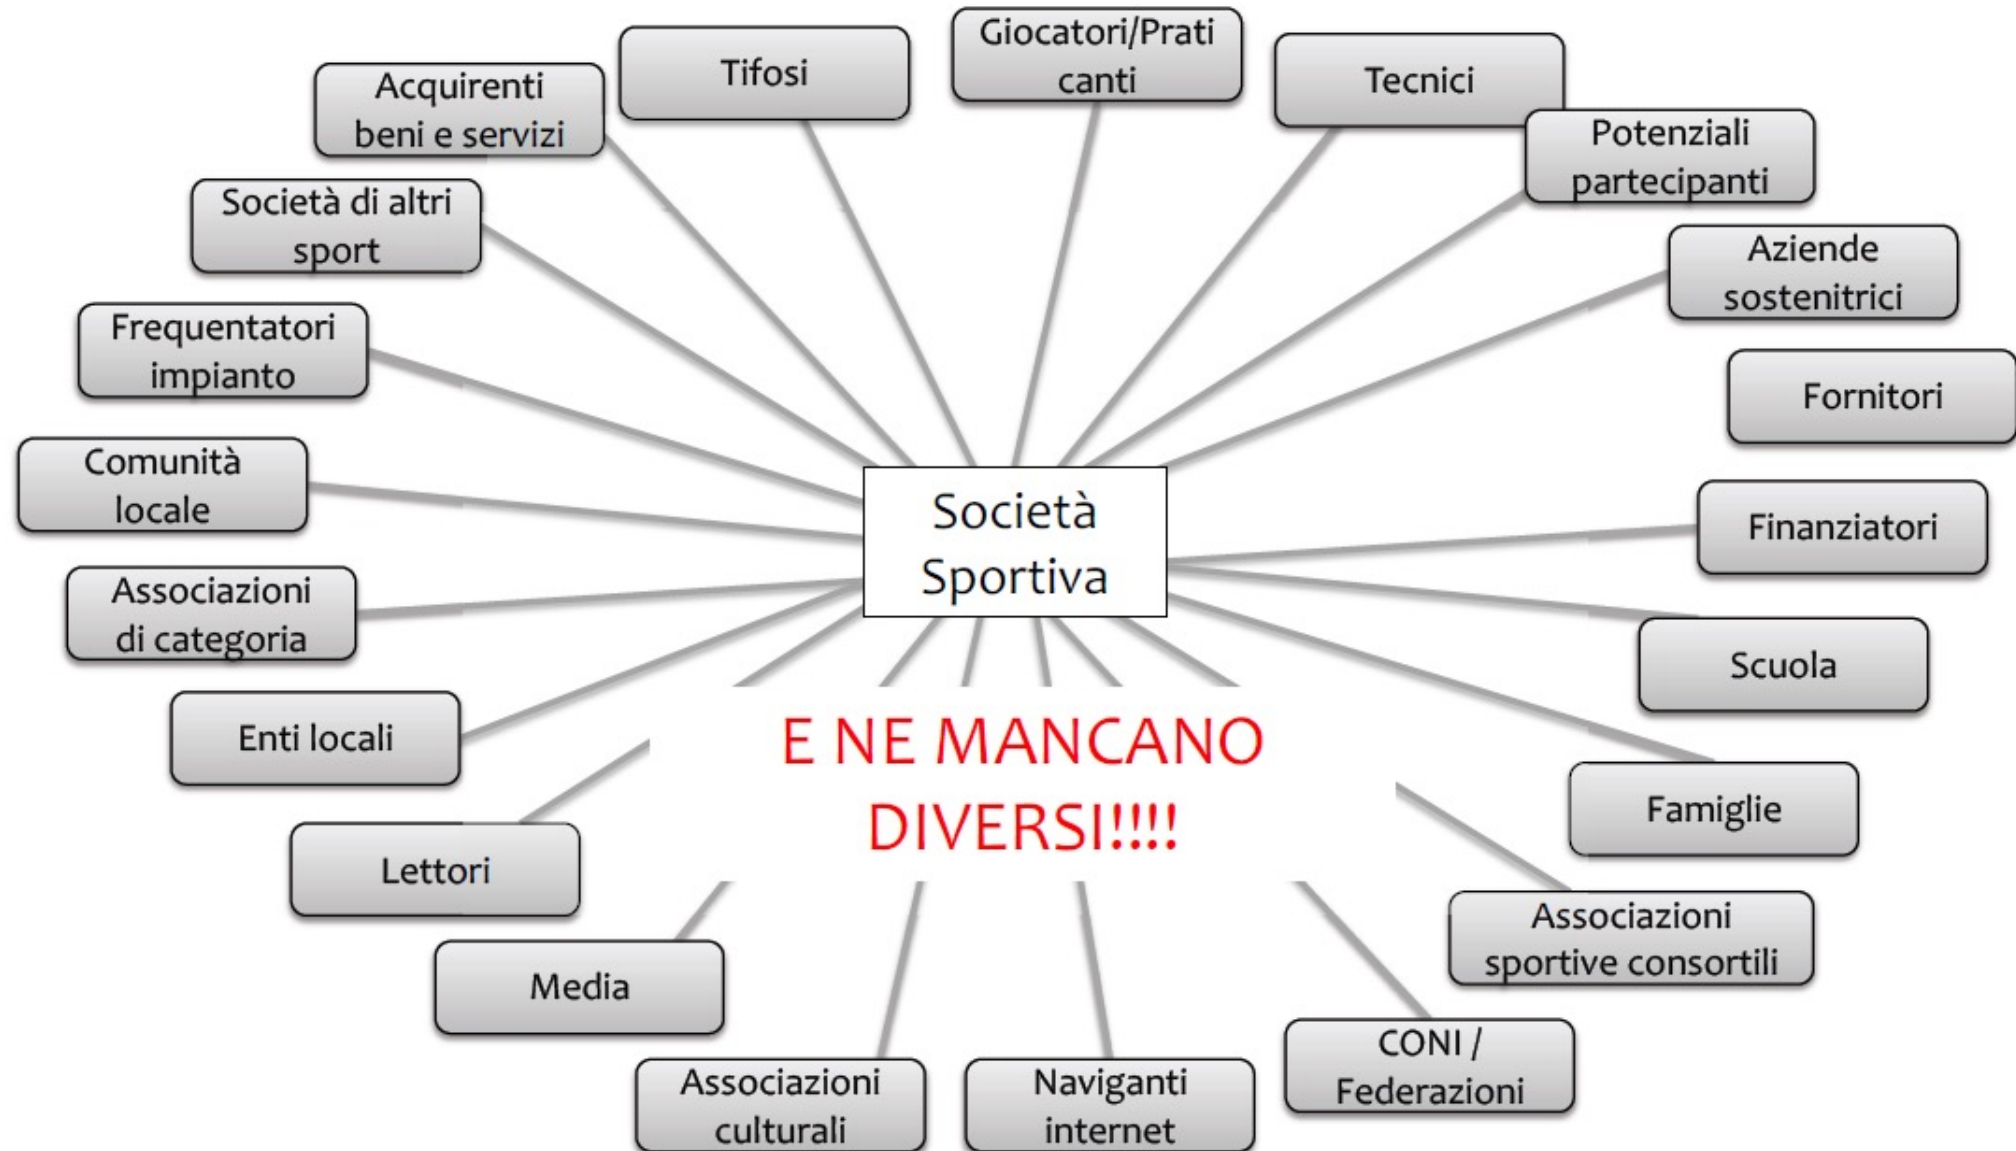 Giocatori/Prati
canti
Tifosi
Tecnici
Acquirenti
beni e servizi
Potenziali
partecipanti
Società di altri
sport
Aziende
sostenitrici
Frequentatori
impianto
Fornitori
Comunità
locale
Società
Sportiva
Finanziatori
Associazioni
di categoria
Scuola
Enti locali
E NE MANCANO
DIVERSI!!!!
Famiglie
Lettori
Associazioni
sportive consortili
Media
CONI /
Federazioni
Associazioni
culturali
Naviganti
internet